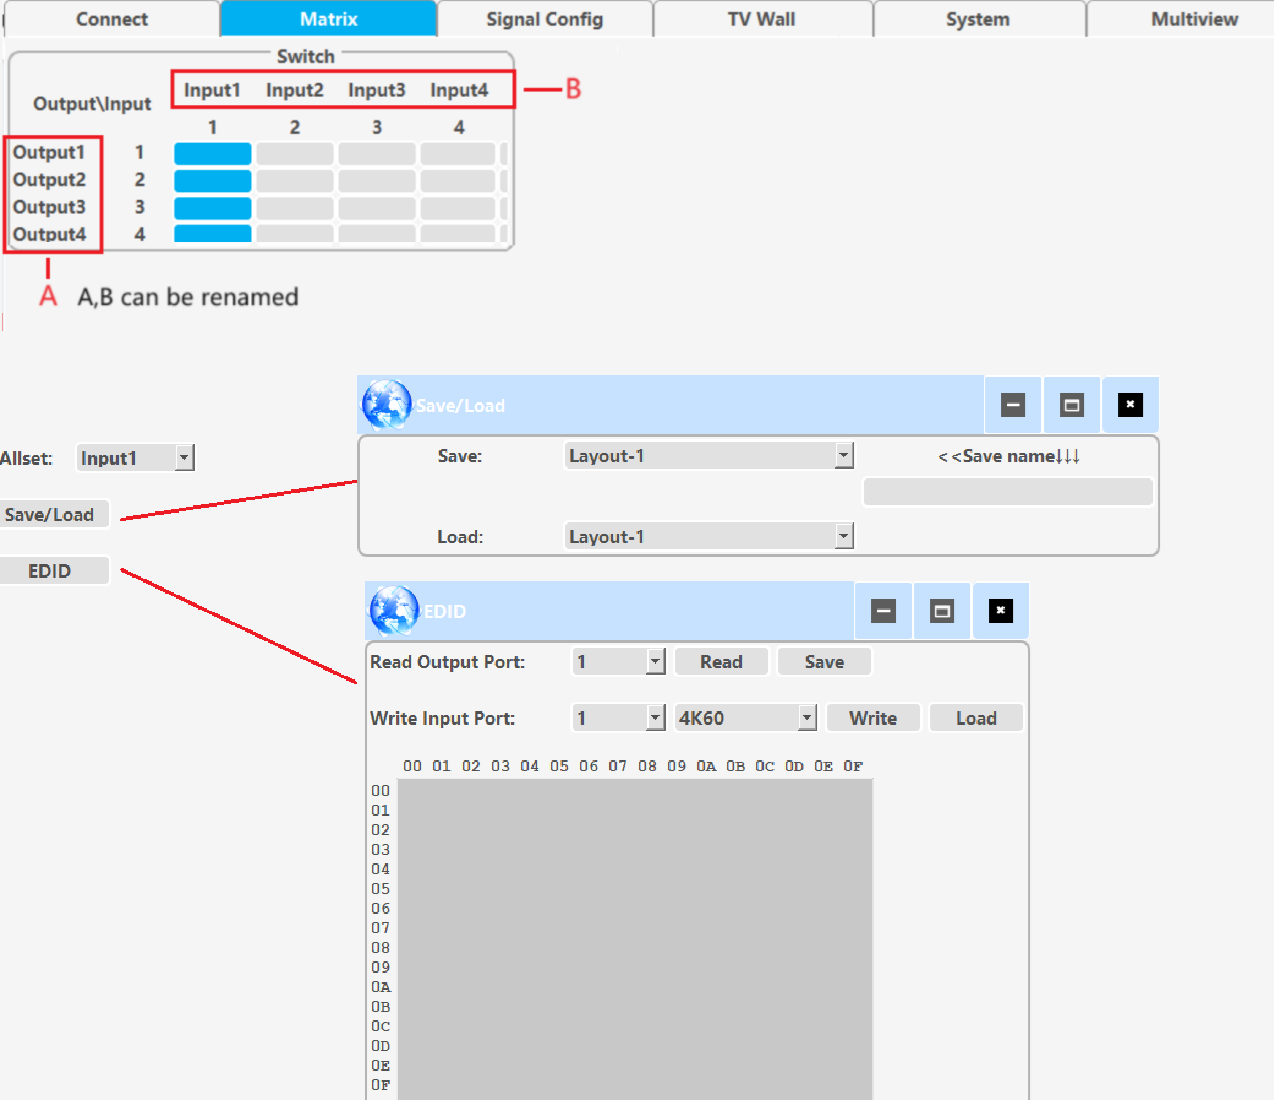 Connect Matrix Signal Config TV Wall System Multiview
Switch
Output\Input Input1 Input2 Input3 Input4 B
1 2 3 4
Output1 1
Output2 2
Output3 3
Output4 4
A A,B can be renamed
Save/Load
Allset: Input1
Save: Layout-1 <<Save name↓↓↓
Save/Load
Load: Layout-1
EDID
EDID
Read Output Port: 1 Read Save
Write Input Port: 1 4K60 Write Load
00 01 02 03 04 05 06 07 08 09 0A 0B 0C 0D 0E 0F
00
01
02
03
04
05
06
07
08
09
0A
0B
0C
0D
0E
0F